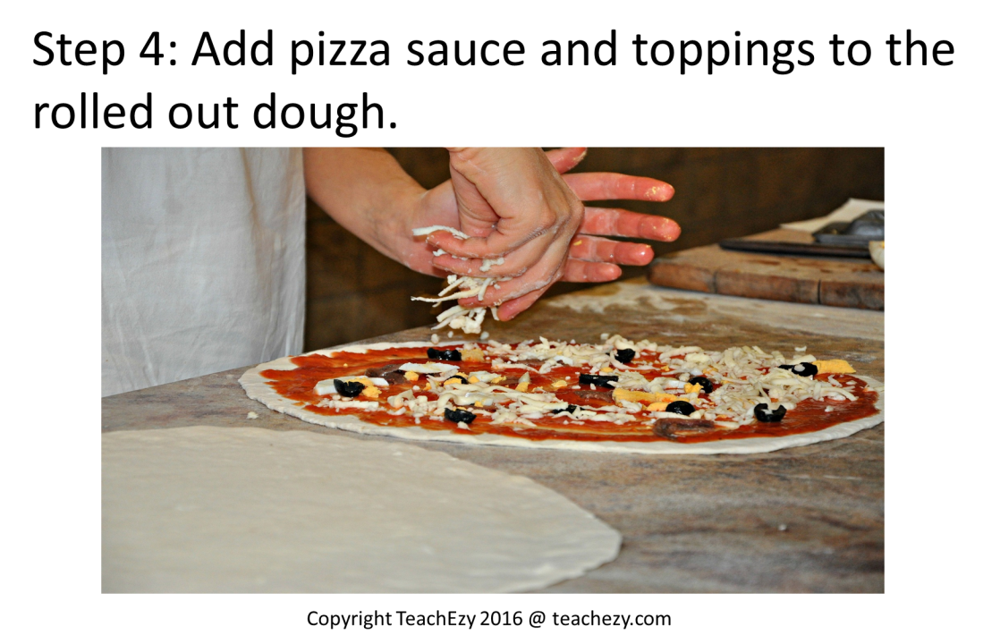 Step 4: Add pizza sauce and toppings to the
rolled out dough.
Copyright TeachEzy 2016 @ teachezy.com